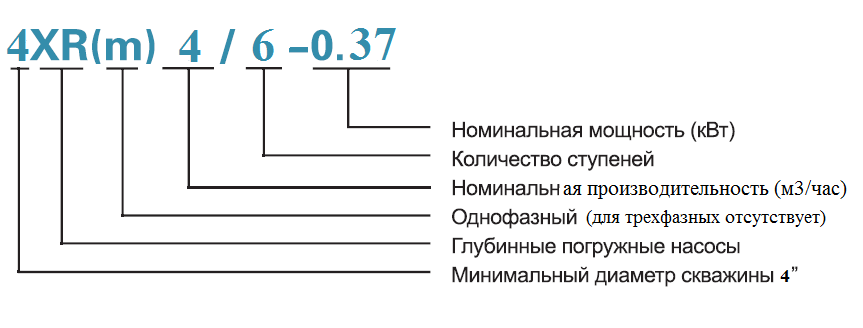 4XR(m) 4 / 6 –0.37
Номинальная мощность (кВт)
Количество ступеней
Номинальная производительность (м3/час)
Однофазный (для трехфазных отсутствует)
Глубинные погружные насосы
Минимальный диаметр скважины 4”